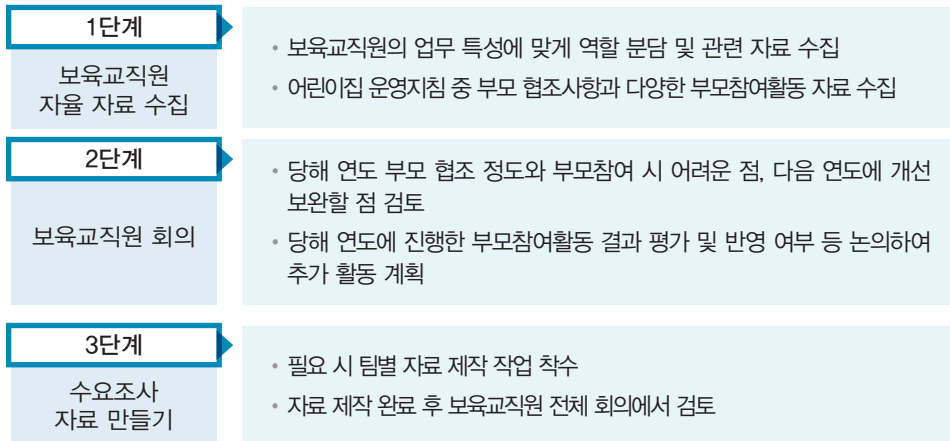 1단계
보육교직원
자율 자료 수집
• 보육교직원의 업무 특성에 맞게 역할 분담 및 관련 자료 수집
• 어린이집 운영지침 중 부모 협조사항과 다양한 부모참여활동 자료 수집
2단계
보육교직원 회의
• 당해 연도 부모 협조 정도와 부모참여 시 어려운 점, 다음 연도에 개선
보완할 점 검토
• 당해 연도에 진행한 부모참여활동 결과 평가 및 반영 여부 등 논의하여
추가 활동 계획
3단계
수요조사
자료 만들기
• 필요 시 팀별 자료 제작 작업 착수
• 자료 제작 완료 후 보육교직원 전체 회의에서 검토